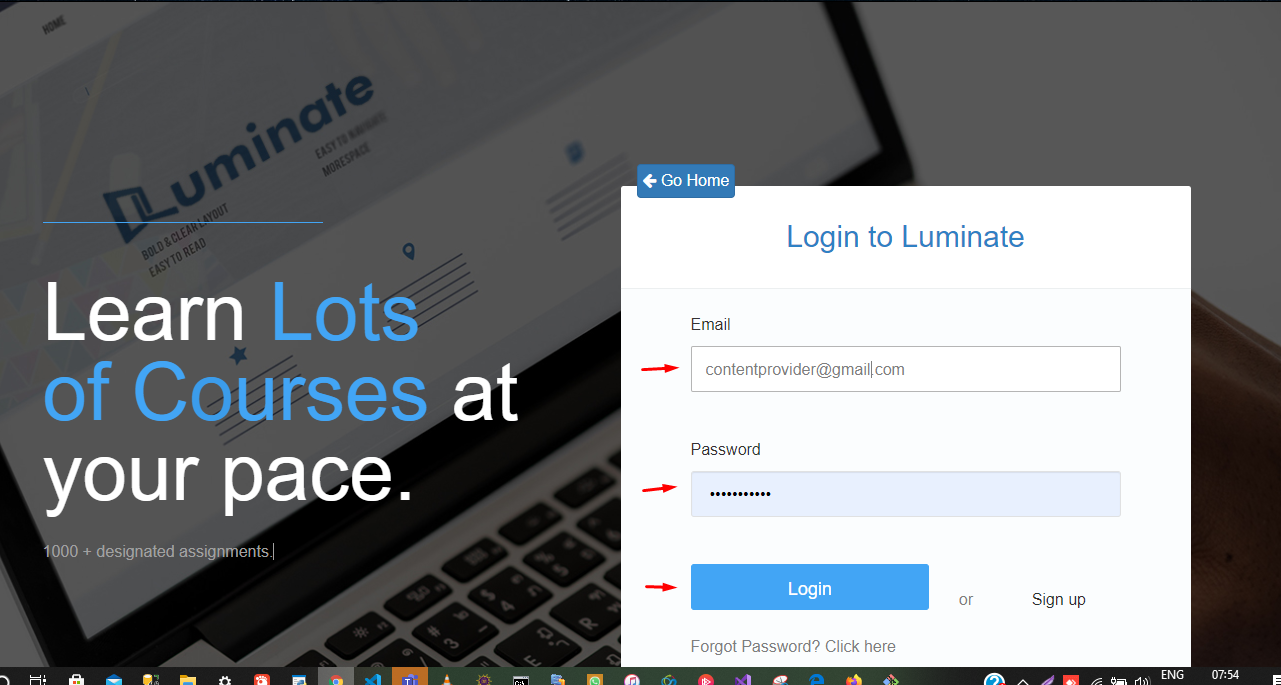 HOME
Luminate
EASY TO NAVIGATE
MORESPACE
BOLD & CLEAR LAYOUT
EASY TO READ
Learn Lots
of Courses at
your pace.
1000 + designated assignments.
Go Home
Login to Luminate
Email
contentprovider@gmail.com
Password
•••••••••••
Login
or
Sign up
Forgot Password? Click here
ENG
07:54